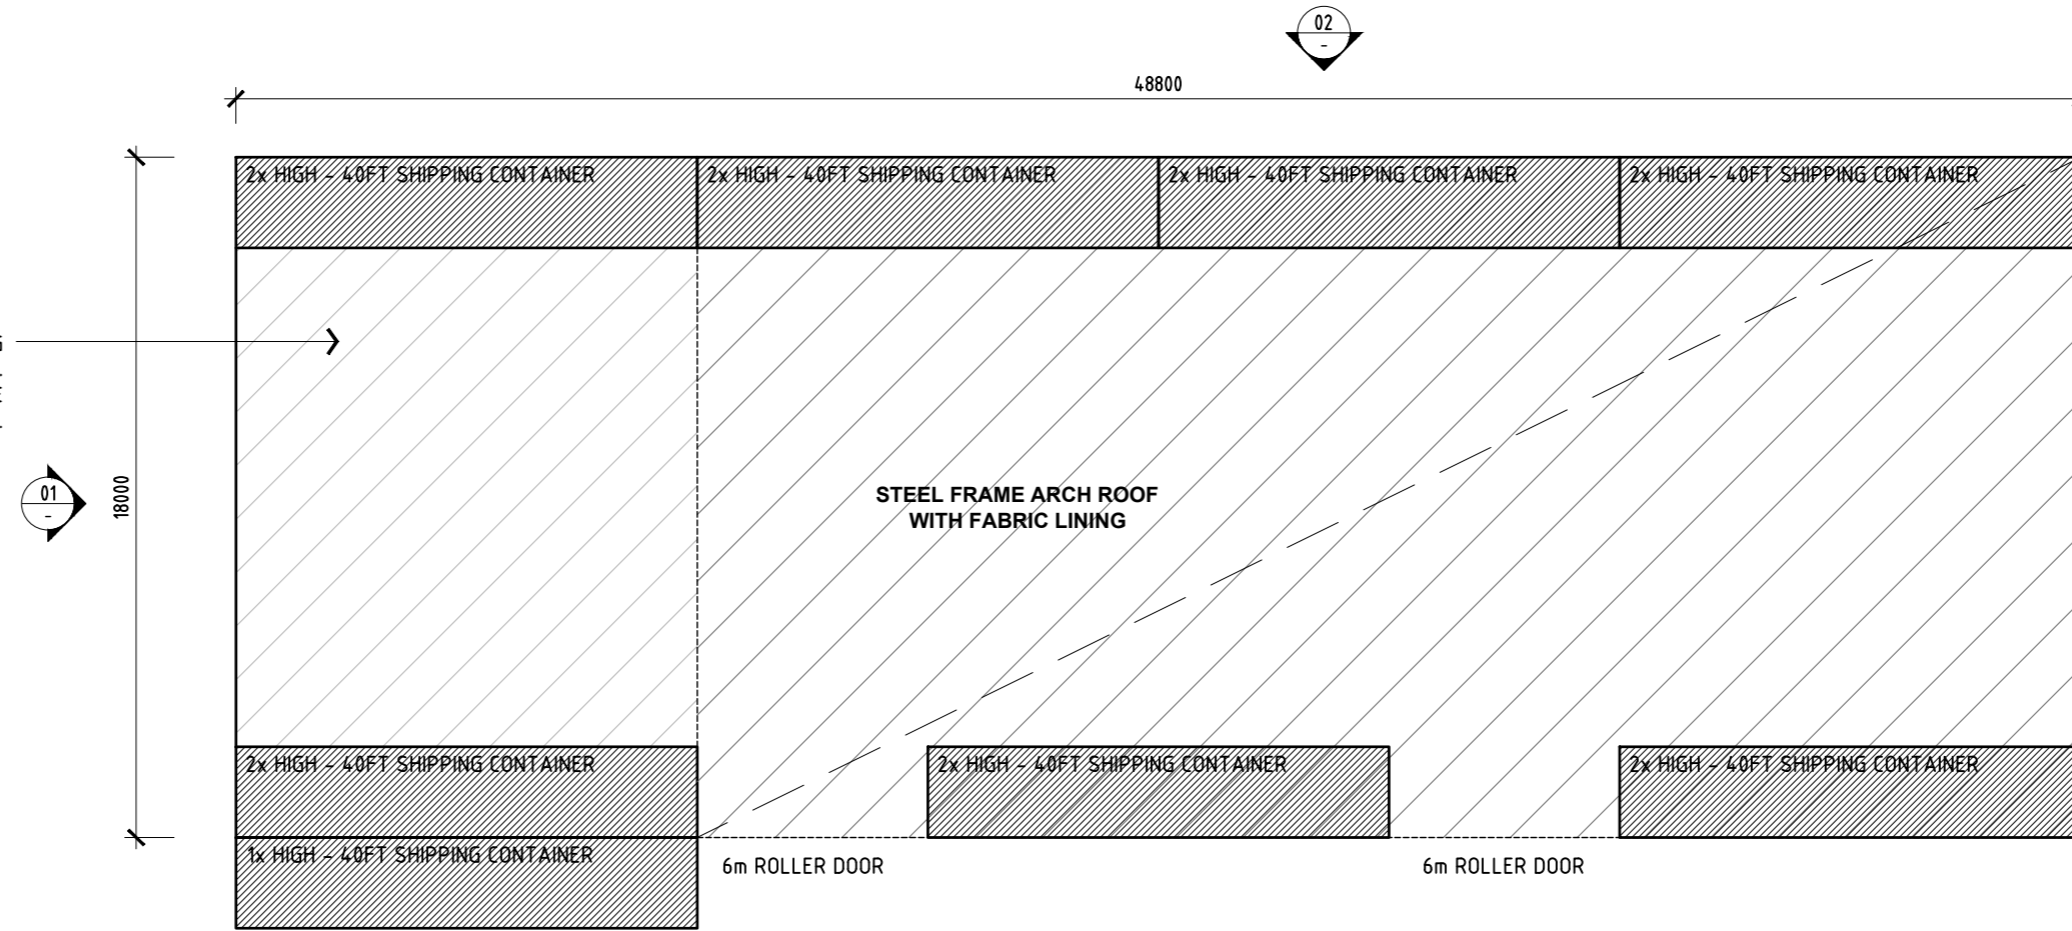 02
-
48800
2x HIGH - 40FT SHIPPING CONTAINER
2x HIGH - 40FT SHIPPING CONTAINER
2x HIGH - 40FT SHIPPING CONTAINER
2x HIGH - 40FT SHIPPING CONTAINER
01
-
18000
STEEL FRAME ARCH ROOF
WITH FABRIC LINING
2x HIGH - 40FT SHIPPING CONTAINER
2x HIGH - 40FT SHIPPING CONTAINER
2x HIGH - 40FT SHIPPING CONTAINER
1x HIGH - 40FT SHIPPING CONTAINER
6m ROLLER DOOR
6m ROLLER DOOR